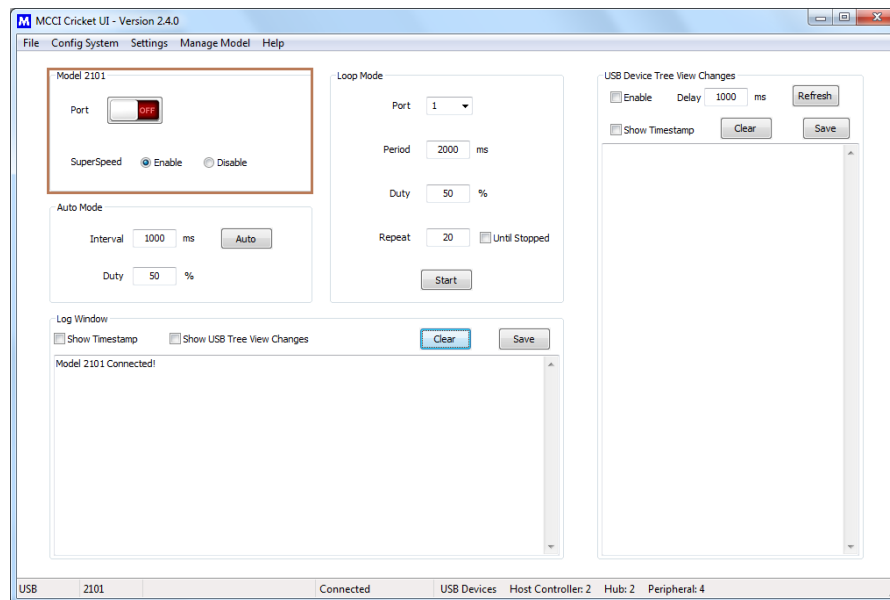 MCCI Cricket UI - Version 2.4.0
File Config System Settings Manage Model Help
Model 2101
Port OFF
SuperSpeed Enable Disable
Auto Mode
Interval 1000 ms Auto
Duty 50 %
Loop Mode
Port 1
Period 2000 ms
Duty 50 %
Repeat 20 Until Stopped
Start
USB Device Tree View Changes
Enable Delay 1000 ms Refresh
Show Timestamp Clear Save
Log Window
Show Timestamp Show USB Tree View Changes Clear Save
Model 2101 Connected!
USB 2101 Connected USB Devices Host Controller: 2 Hub: 2 Peripheral: 4